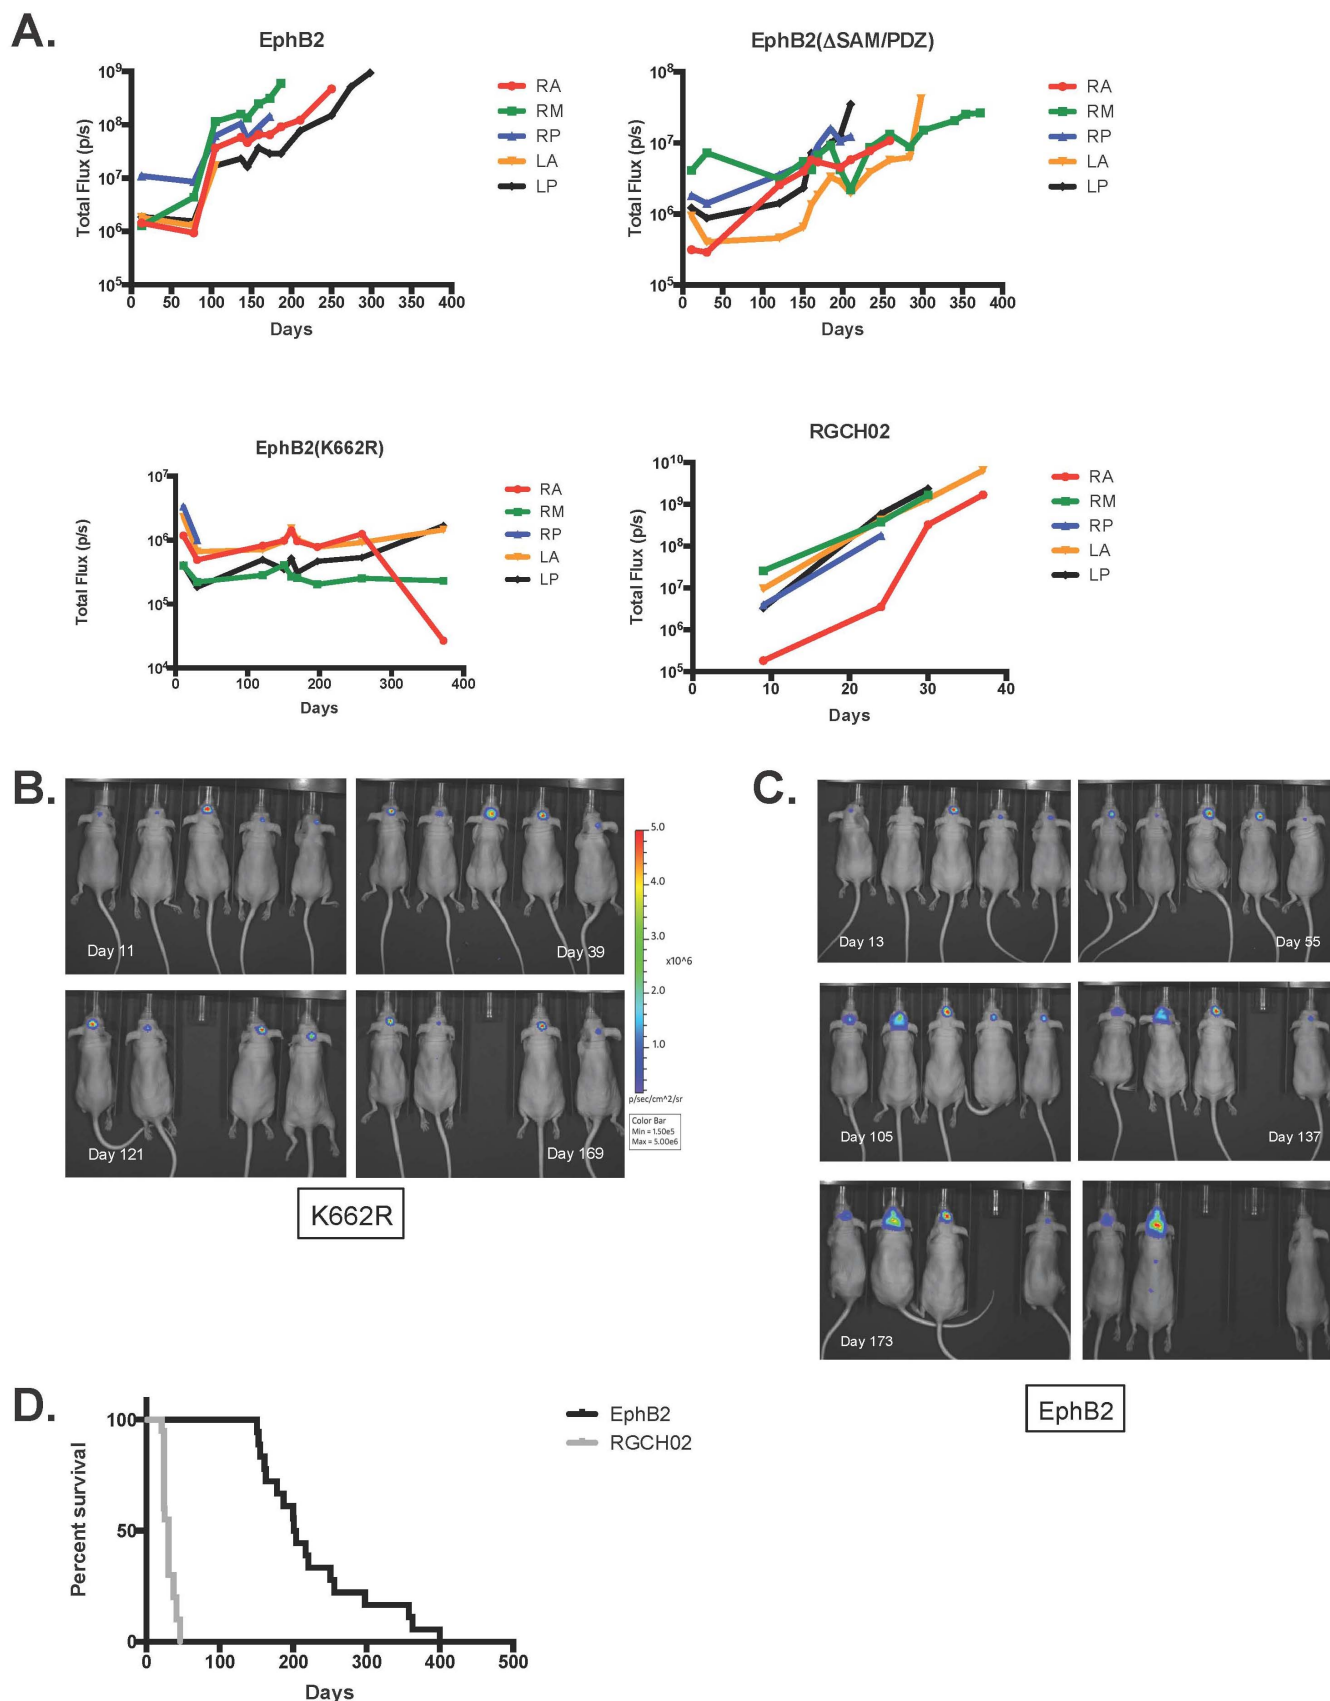 A.
EphB2
10^9
10^8
10^7
10^6
10^5
Total Flux (p/s)
0 50 100 150 200 250 300 350 400
Days
RA
RM
RP
LA
LP
EphB2(ΔSAM/PDZ)
10^8
10^7
10^6
10^5
Total Flux (p/s)
0 50 100 150 200 250 300 350 400
Days
RA
RM
RP
LA
LP
EphB2(K662R)
10^7
10^6
10^5
10^4
Total Flux (p/s)
0 100 200 300 400
Days
RA
RM
RP
LA
LP
RGCH02
10^10
10^9
10^8
10^7
10^6
10^5
Total Flux (p/s)
0 10 20 30 40
Days
RA
RM
RP
LA
LP
B.
Day 11
Day 39
Day 121
Day 169
5.0
4.0
3.0
x10^6
2.0
1.0
p/sec/cm^2/sr
Color Bar
Min = 1.50e5
Max = 5.00e6
K662R
C.
Day 13
Day 55
Day 105
Day 137
Day 173
EphB2
D.
100
50
0
Percent survival
0 100 200 300 400 500
Days
EphB2
RGCH02